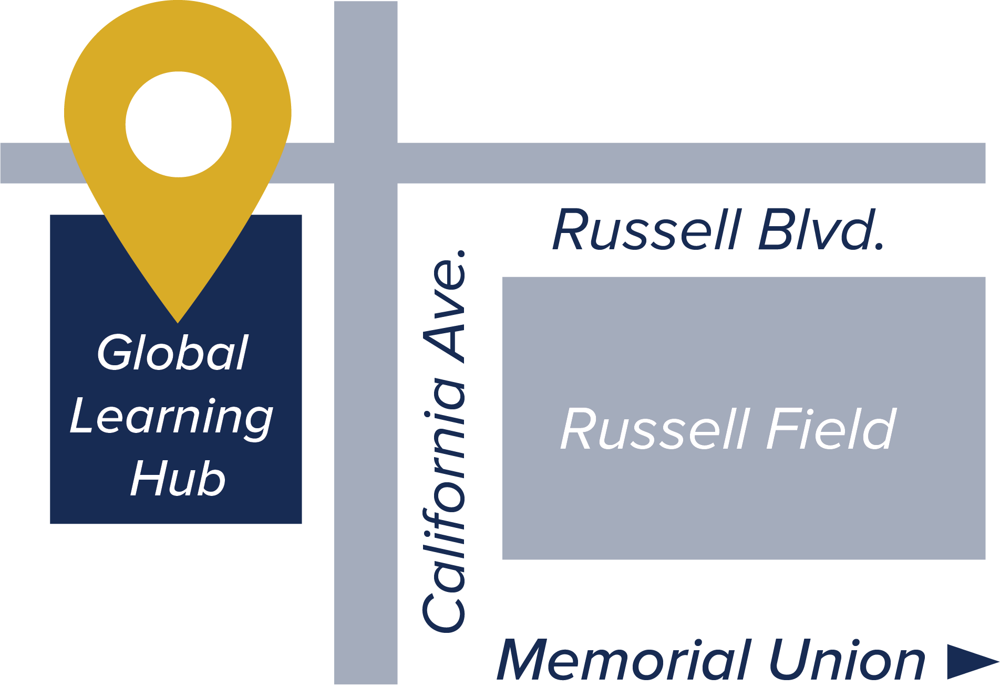 Global
Learning
Hub
California Ave.
Russell Blvd.
Russell Field
Memorial Union